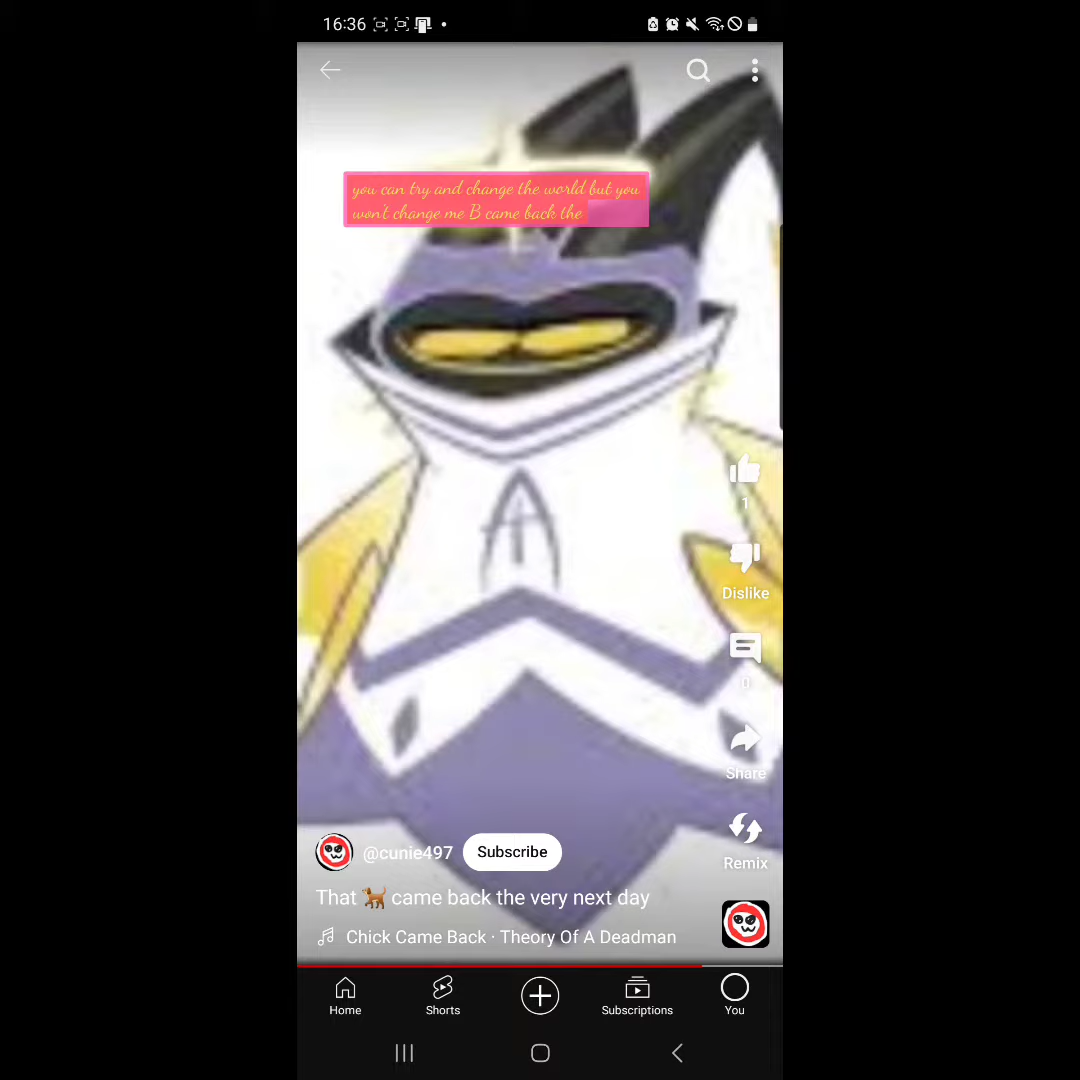 16:36
you can try and change the world but you
won't change me B came back the
1
Dislike
0
Share
Remix
@cunie497 Subscribe
That 🐕 came back the very next day
Chick Came Back · Theory Of A Deadman
Home Shorts Subscriptions You